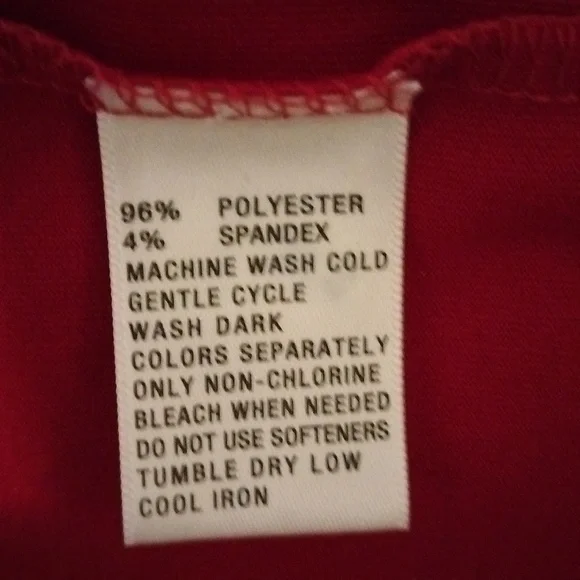 96% POLYESTER
4% SPANDEX
MACHINE WASH COLD
GENTLE CYCLE
WASH DARK
COLORS SEPARATELY
ONLY NON-CHLORINE
BLEACH WHEN NEEDED
DO NOT USE SOFTENERS
TUMBLE DRY LOW
COOL IRON